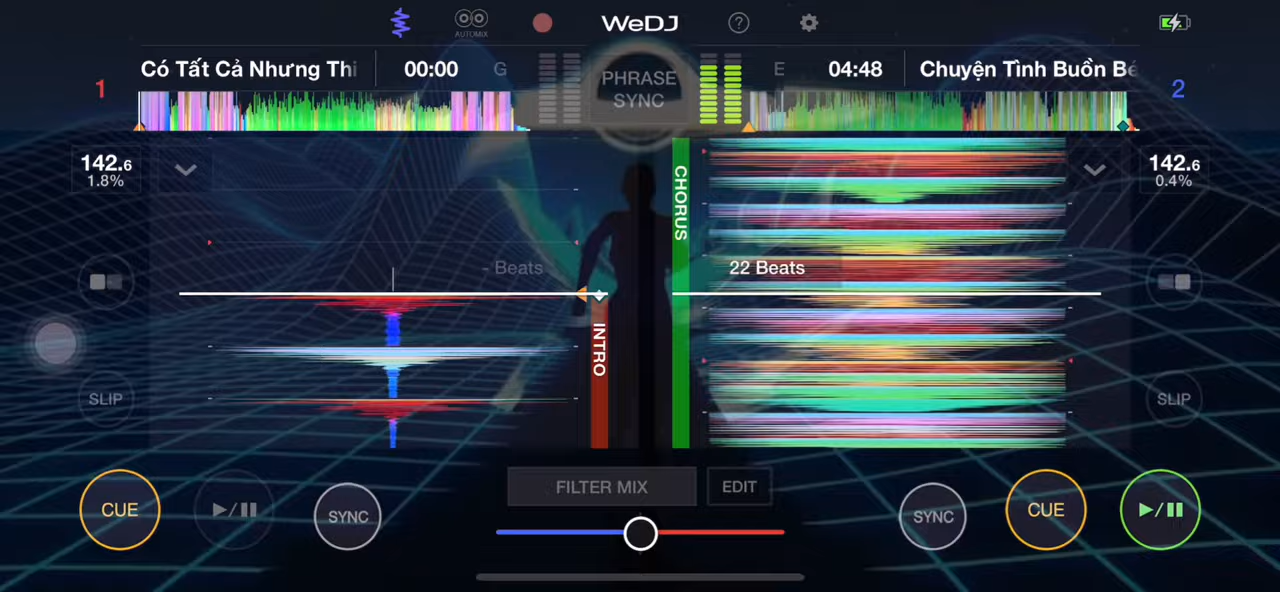 AUTOMIX
WeDJ
?
1
Có Tất Cả Nhưng Thi
00:00
G
PHRASE
SYNC
E
04:48
Chuyện Tình Buồn Bé
2
142.6
1.8%
142.6
0.4%
CHORUS
- Beats
22 Beats
INTRO
SLIP
SLIP
CUE
SYNC
FILTER MIX
EDIT
SYNC
CUE